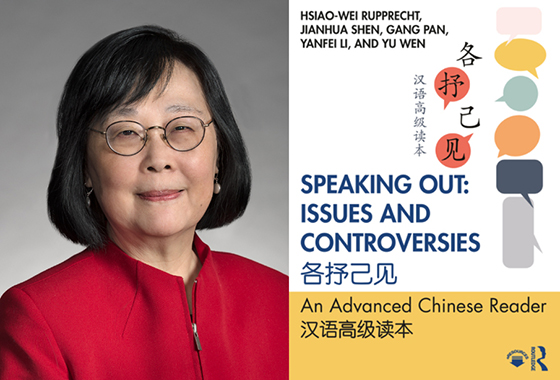 HSIAO-WEI RUPPRECHT,
JIANHUA SHEN, GANG PAN,
YANFEI LI, AND YU WEN
各抒己见
汉语高级读本
SPEAKING OUT:
ISSUES AND
CONTROVERSIES
各抒己见
An Advanced Chinese Reader
汉语高级读本
ROUTLEDGE